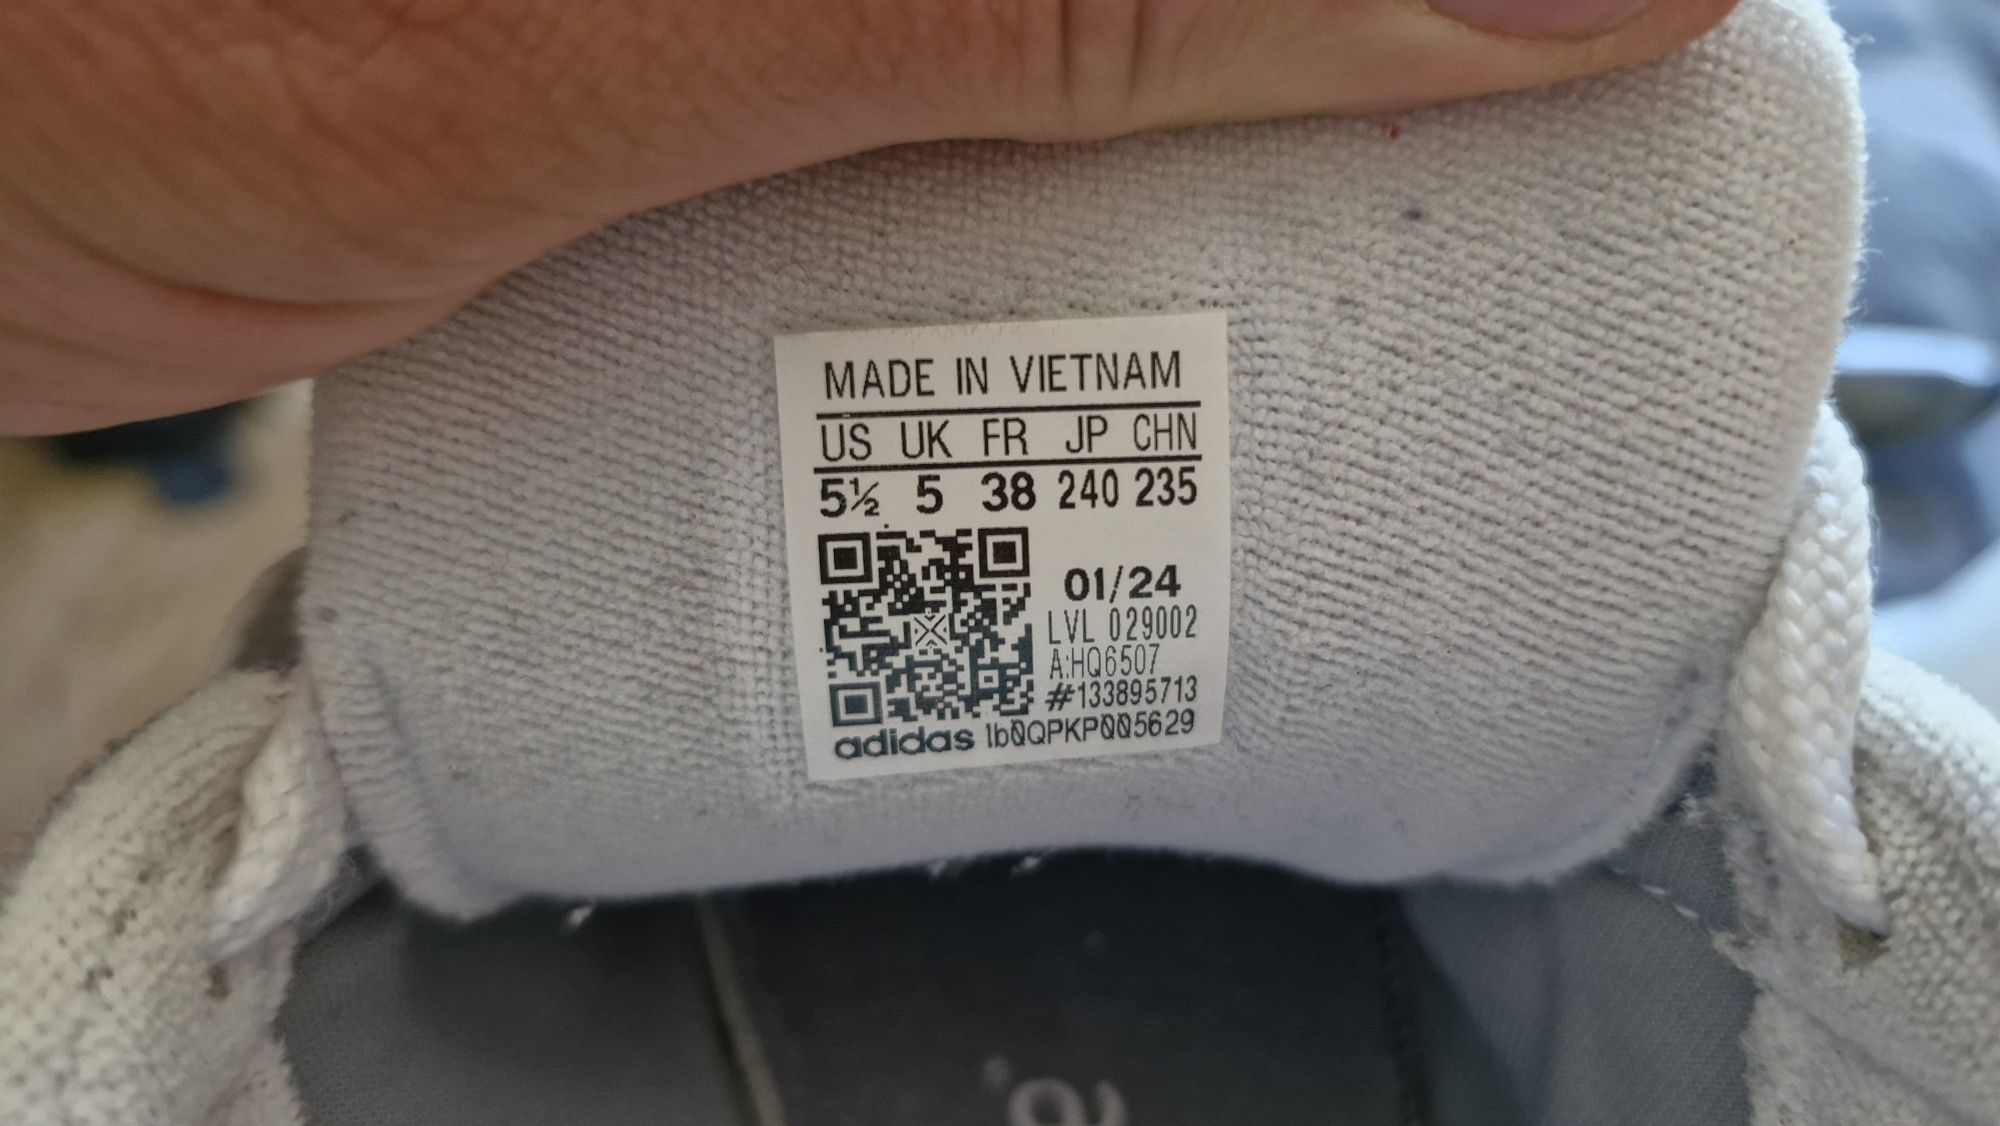 MADE IN VIETNAM
US UK FR JP CHN
5½ 5 38 240 235
01/24
LVL 029002
A:HQ6507
#133895713
adidas lb0QPKP005629